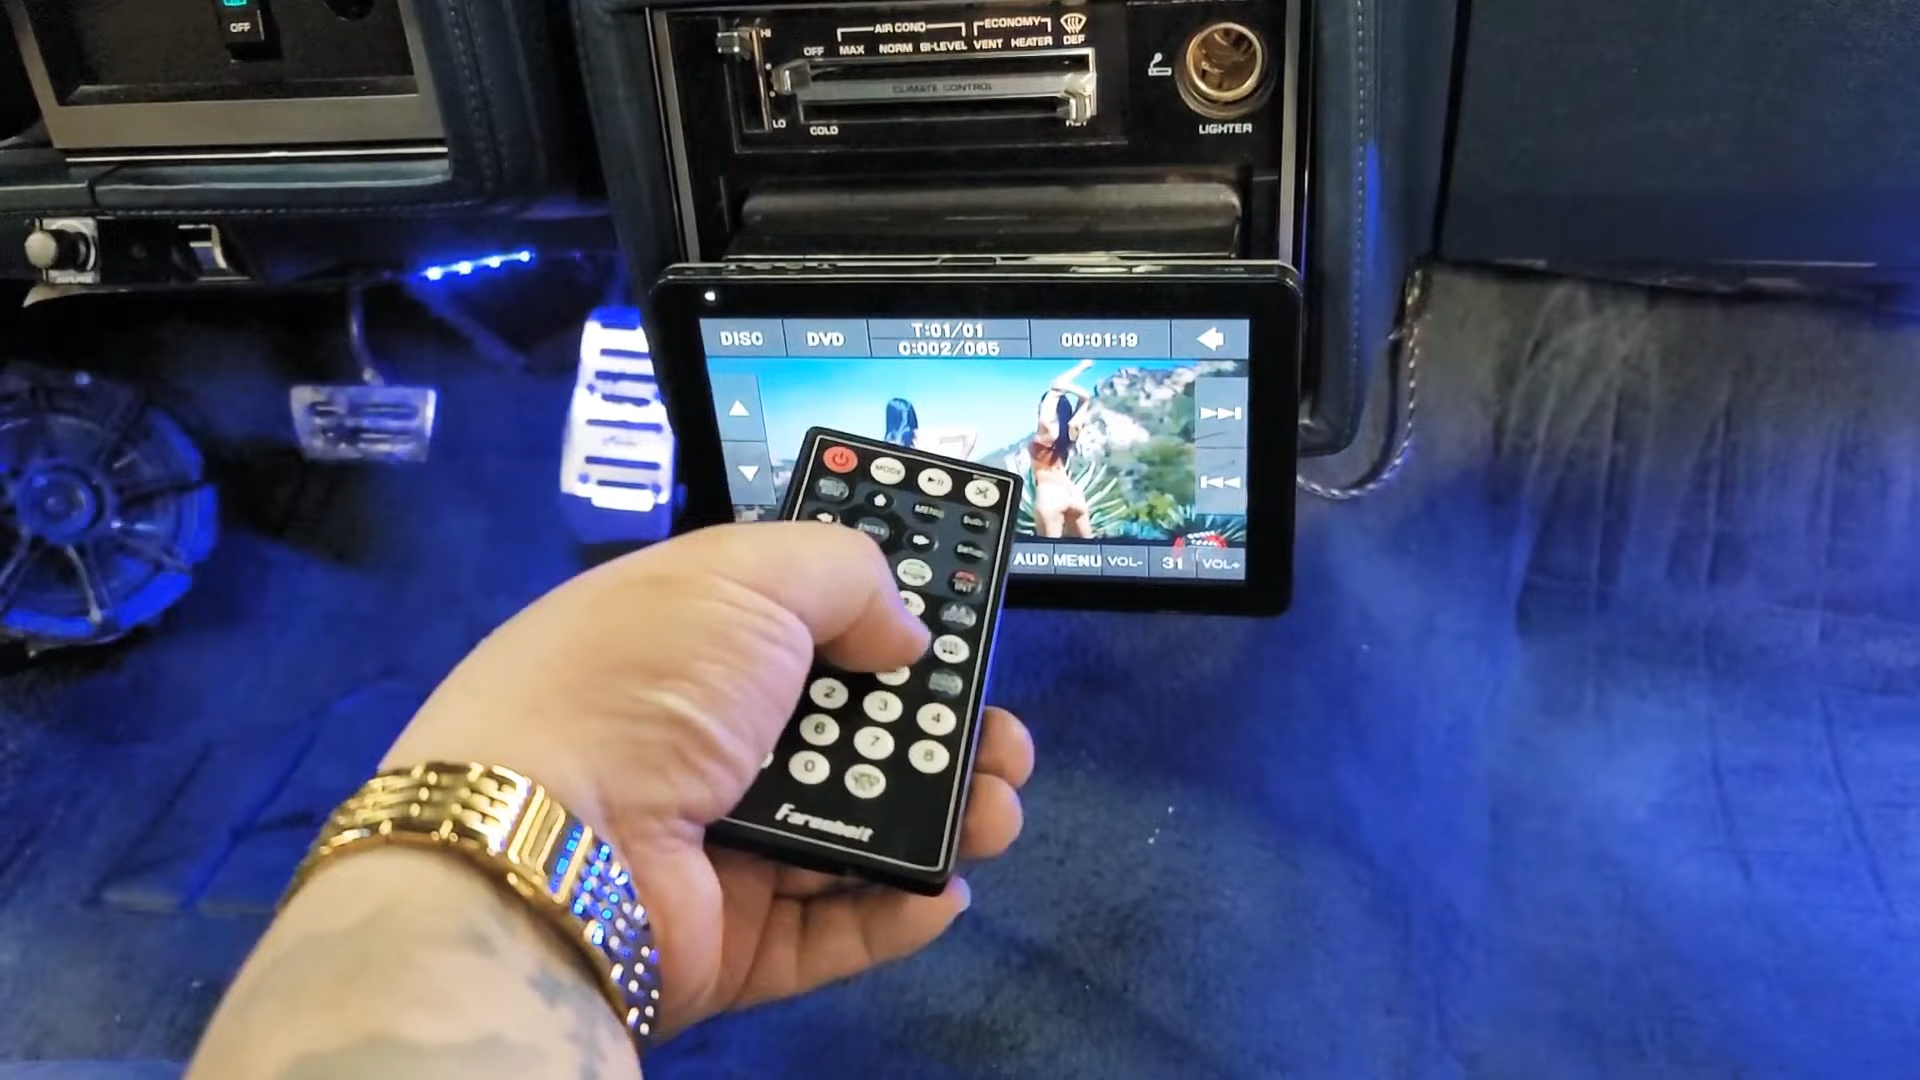 OFF
AIR COND
ECONOMY
HI
OFF
MAX
NORM
BI-LEVEL
VENT
HEATER
DEF
CLIMATE CONTROL
LO
COLD
LIGHTER
DISC
DVD
T:01/01
C:002/065
00:01:19
AUD
MENU
VOL-
31
VOL+
MODE
MENU
ENTER
2
3
4
6
7
8
0
Farenheit